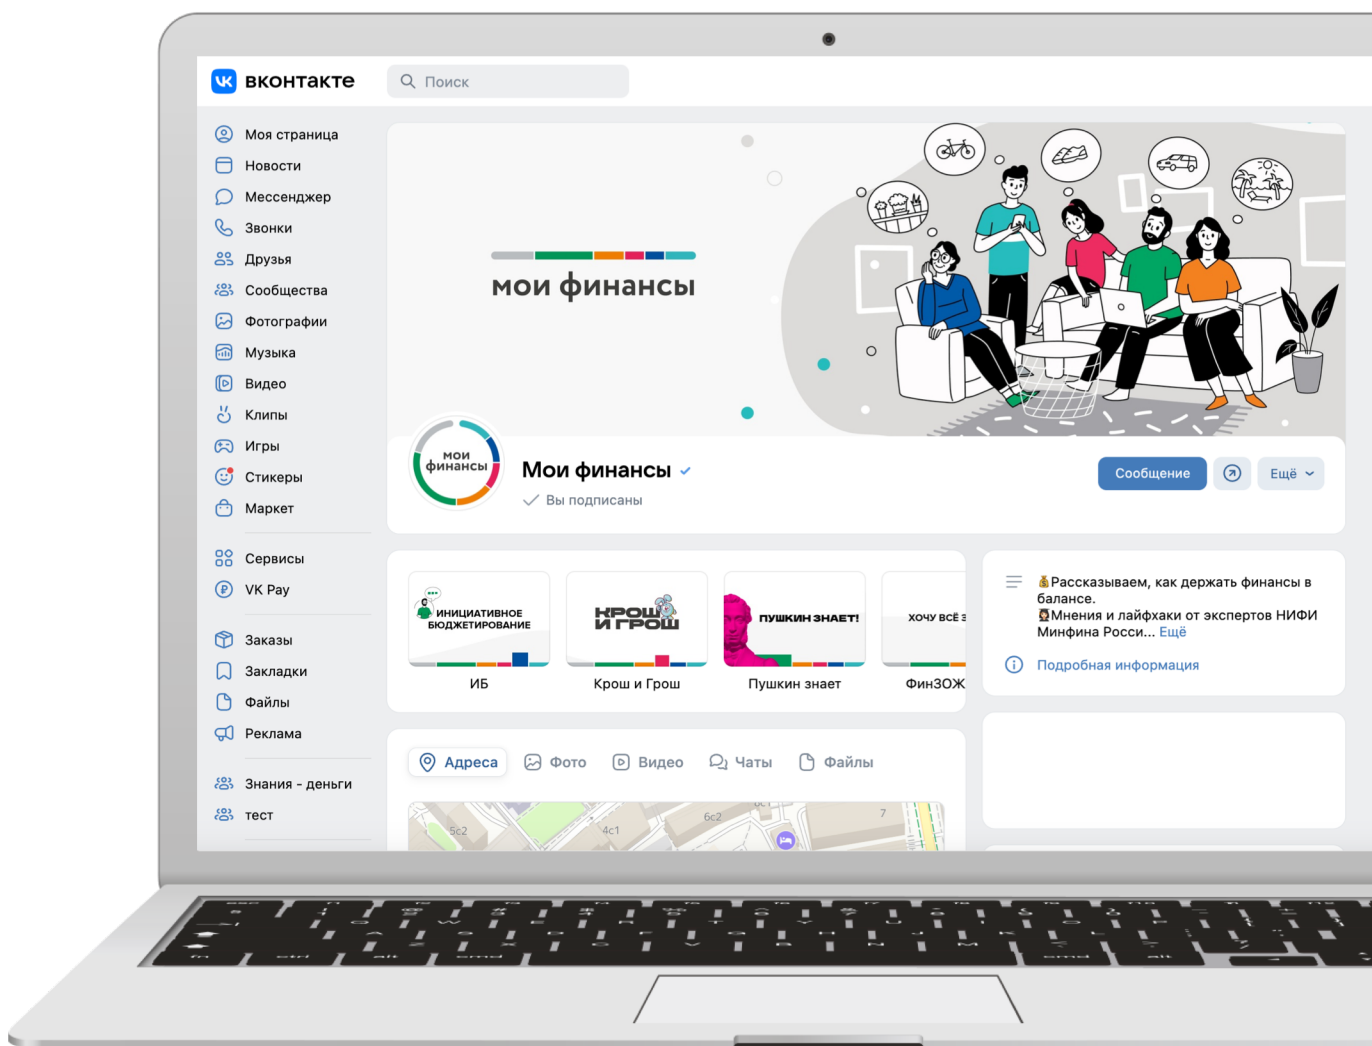 вконтакте
Поиск
Моя страница
Новости
Мессенджер
Звонки
Друзья
Сообщества
Фотографии
Музыка
Видео
Клипы
Игры
Стикеры
Маркет
Сервисы
VK Pay
Заказы
Закладки
Файлы
Реклама
Знания - деньги
тест
мои финансы
мои
финансы
Мои финансы
Вы подписаны
Сообщение
Ещё
ИНИЦИАТИВНОЕ
БЮДЖЕТИРОВАНИЕ
ИБ
КРОШ
И ГРОШ
Крош и Грош
ПУШКИН ЗНАЕТ!
Пушкин знает
ХОЧУ ВСЁ З
ФинЗОЖ
Рассказываем, как держать финансы в
балансе.
Мнения и лайфхаки от экспертов НИФИ
Минфина Росси... Ещё
Подробная информация
Адреса
Фото
Видео
Чаты
Файлы
5с2
4с1
6с2
6с1
7